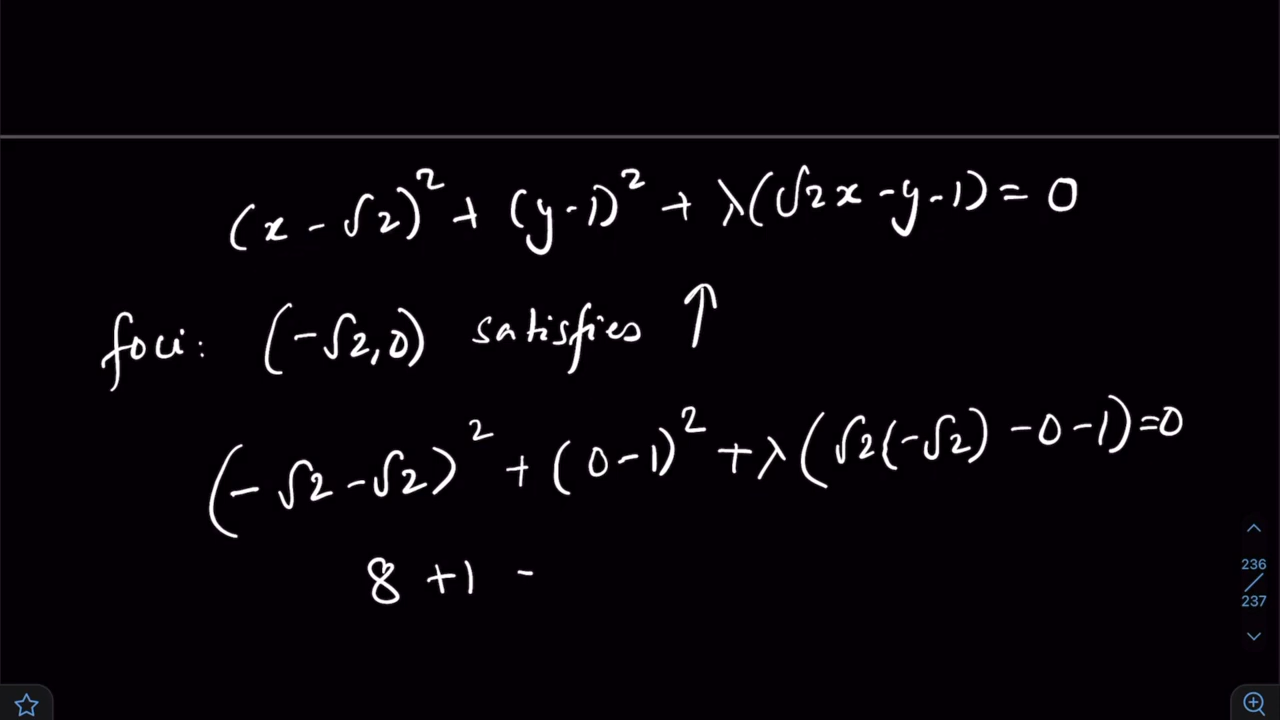 (x - √2)² + (y - 1)² + λ(√2x - y - 1) = 0
foci: (-√2, 0) satisfies ↑
(-√2 - √2)² + (0 - 1)² + λ(√2(-√2) - 0 - 1) = 0
8 + 1 -
236
/
237